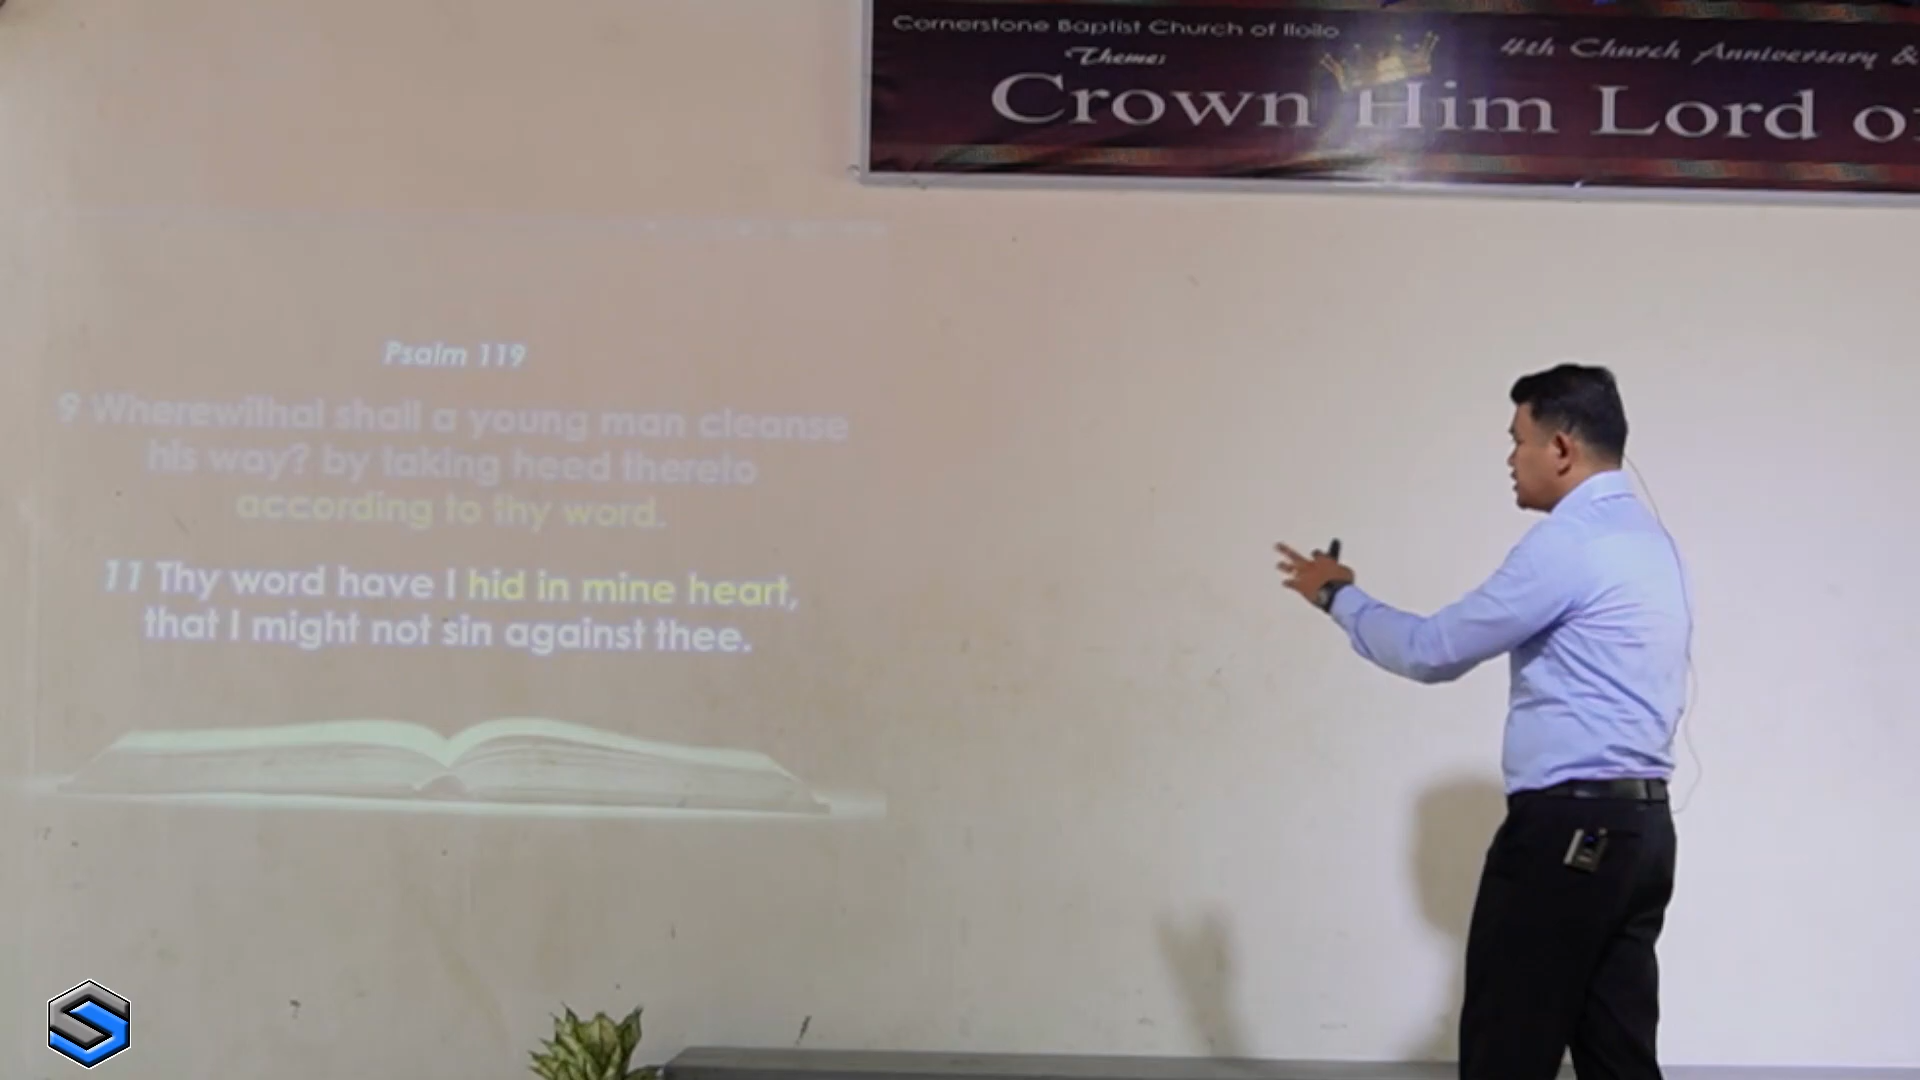 Cornerstone Baptist Church of Iloilo
4th Church Anniversary &
Theme:
Crown Him Lord of
Psalm 119
9 Wherewithal shall a young man cleanse
his way? by taking heed thereto
according to thy word.
11 Thy word have I hid in mine heart,
that I might not sin against thee.